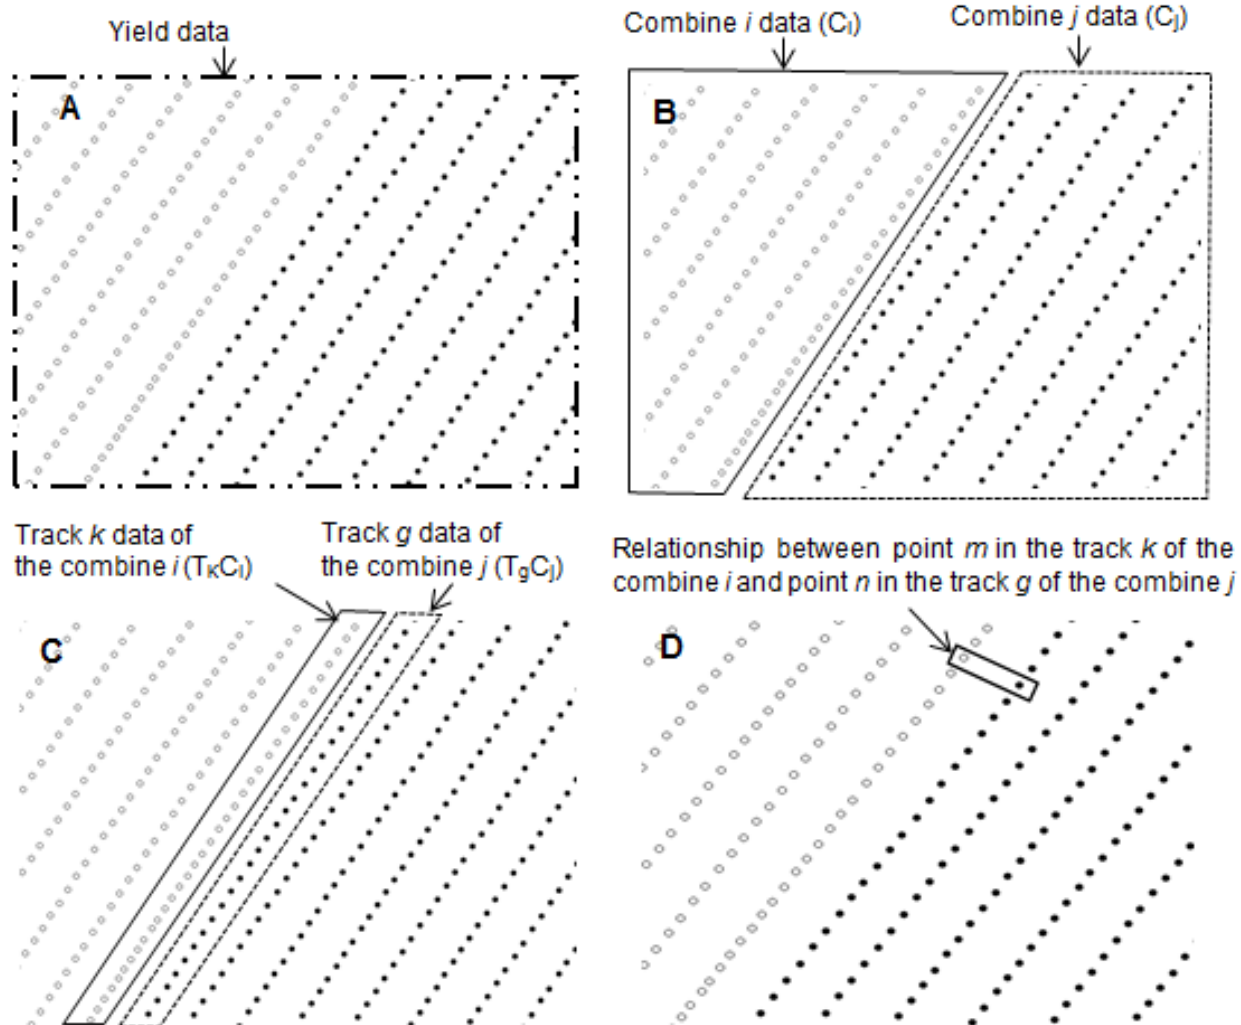 Yield data
A
Combine i data (CI)
Combine j data (Cj)
B
Track k data of
the combine i (TKCI)
Track g data of
the combine j (TgCj)
C
Relationship between point m in the track k of the
combine i and point n in the track g of the combine j
D